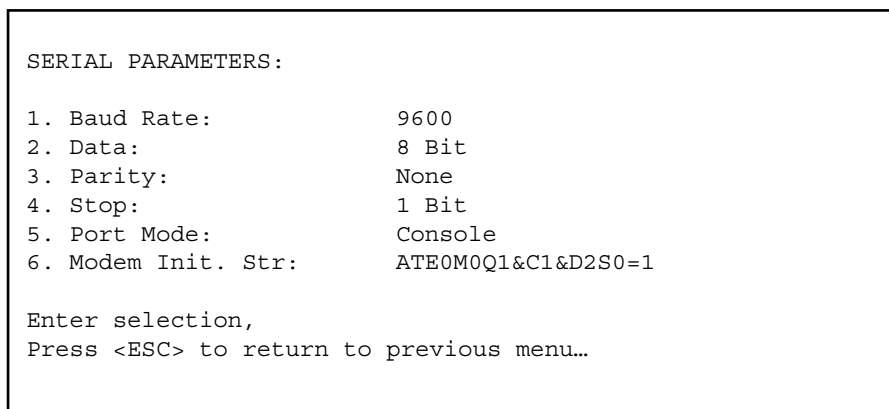 SERIAL PARAMETERS:
1. Baud Rate: 9600
2. Data: 8 Bit
3. Parity: None
4. Stop: 1 Bit
5. Port Mode: Console
6. Modem Init. Str: ATE0M0Q1&C1&D2S0=1
Enter selection,
Press <ESC> to return to previous menu…